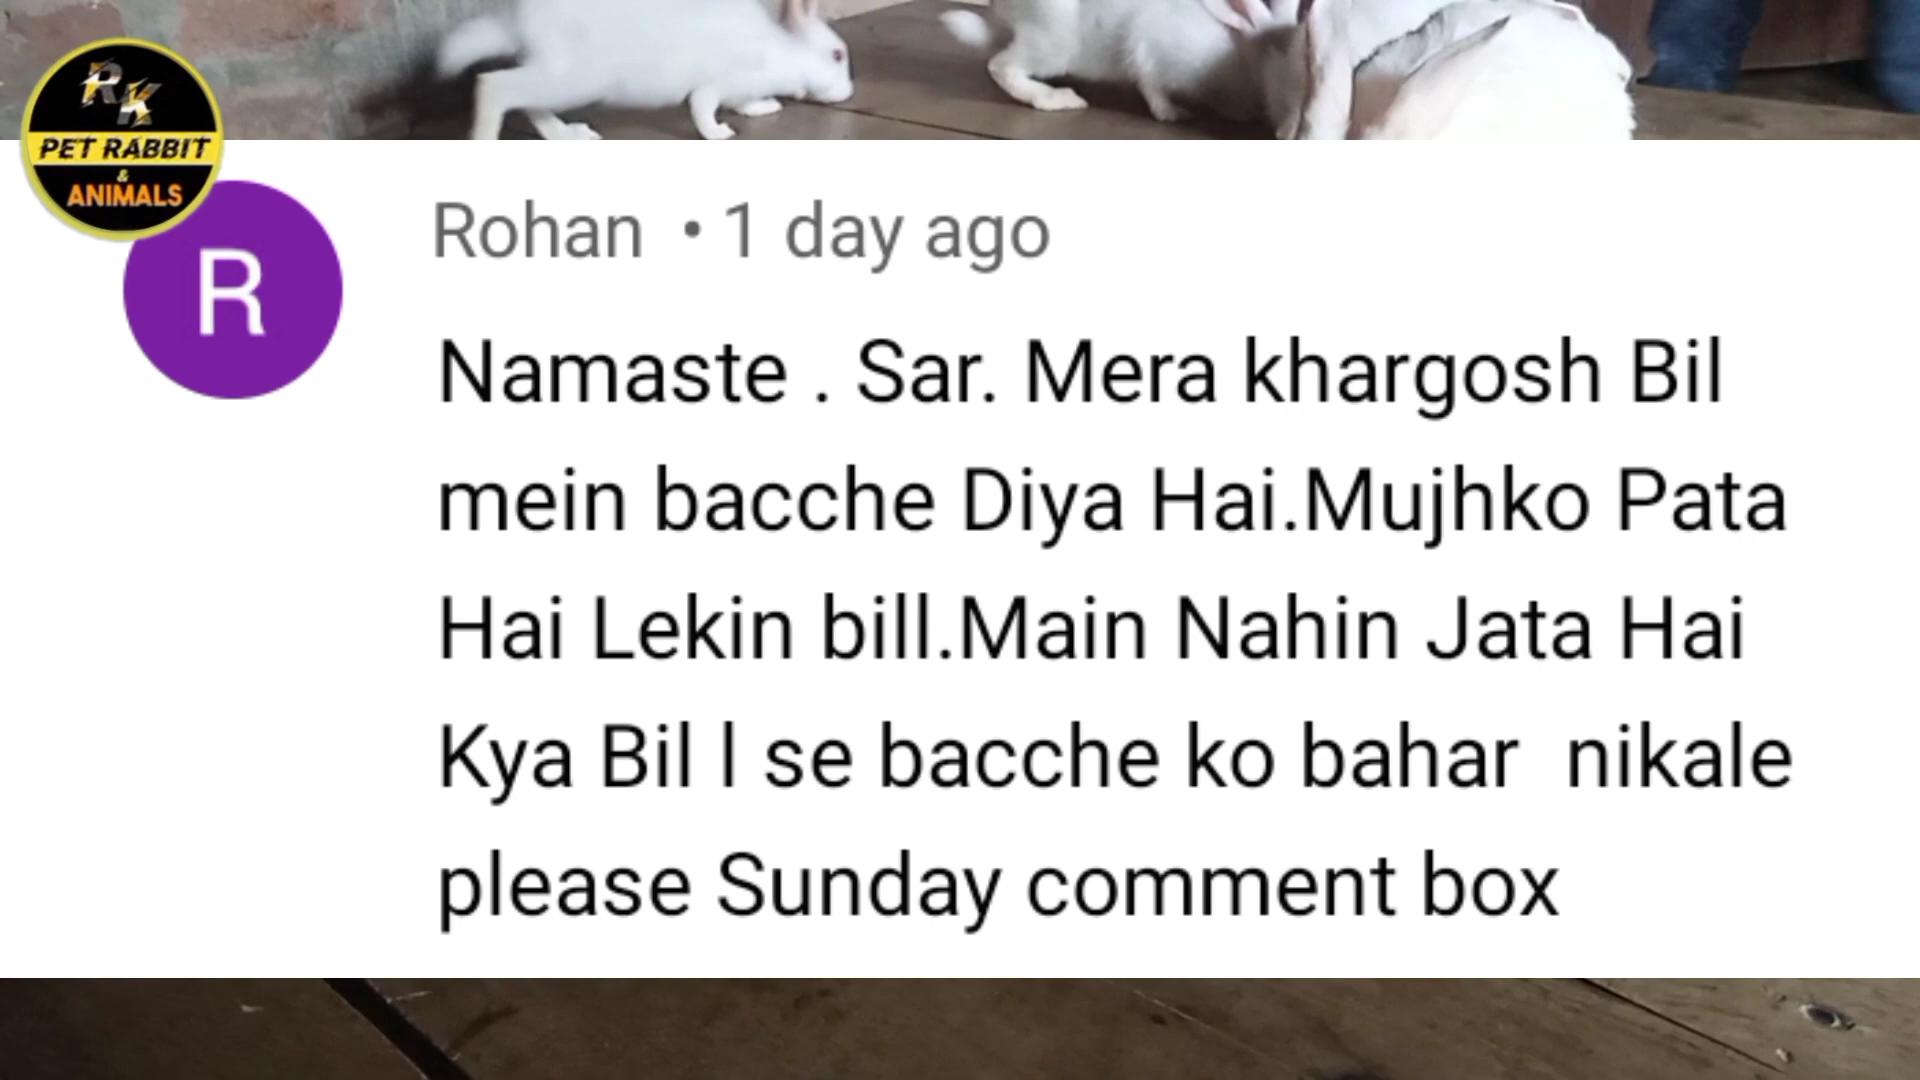 RK
PET RABBIT
&
ANIMALS
R
Rohan • 1 day ago
Namaste . Sar. Mera khargosh Bil
mein bacche Diya Hai.Mujhko Pata
Hai Lekin bill.Main Nahin Jata Hai
Kya Bil l se bacche ko bahar  nikale
please Sunday comment box